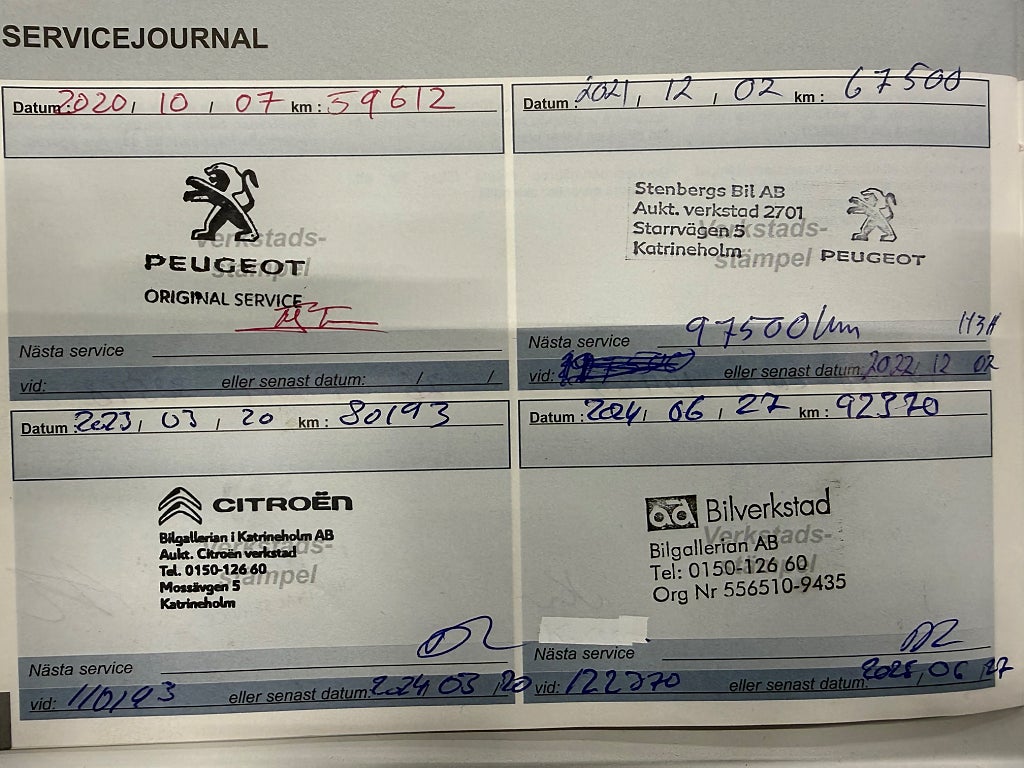 SERVICEJOURNAL
Datum: 2020, 10, 07 km: 59612
PEUGEOT
Verkstads-
stämpel
ORIGINAL SERVICE
Nästa service
vid: eller senast datum: / /
Datum: 2021, 12, 02 km: 67500
Stenbergs Bil AB
Aukt. verkstad 2701
Starrvägen 5
Katrineholm
Verkstads-
stämpel
PEUGEOT
Nästa service 97500 km
vid: eller senast datum: 2022, 12 02
Datum: 2023, 03, 20 km: 80193
CITROËN
Bilgallerian i Katrineholm AB
Aukt. Citroën verkstad
Tel. 0150-126 60
Mossävgen 5
Katrineholm
Verkstads-
stämpel
Nästa service
vid: 110193 eller senast datum: 2024, 03, 20
Datum: 2024, 06, 27 km: 92370
ad Bilverkstad
Bilgallerian AB
Tel: 0150-126 60
Org Nr 556510-9435
Verkstads-
stämpel
Nästa service
vid: 122370 eller senast datum: 2025, 06, 27